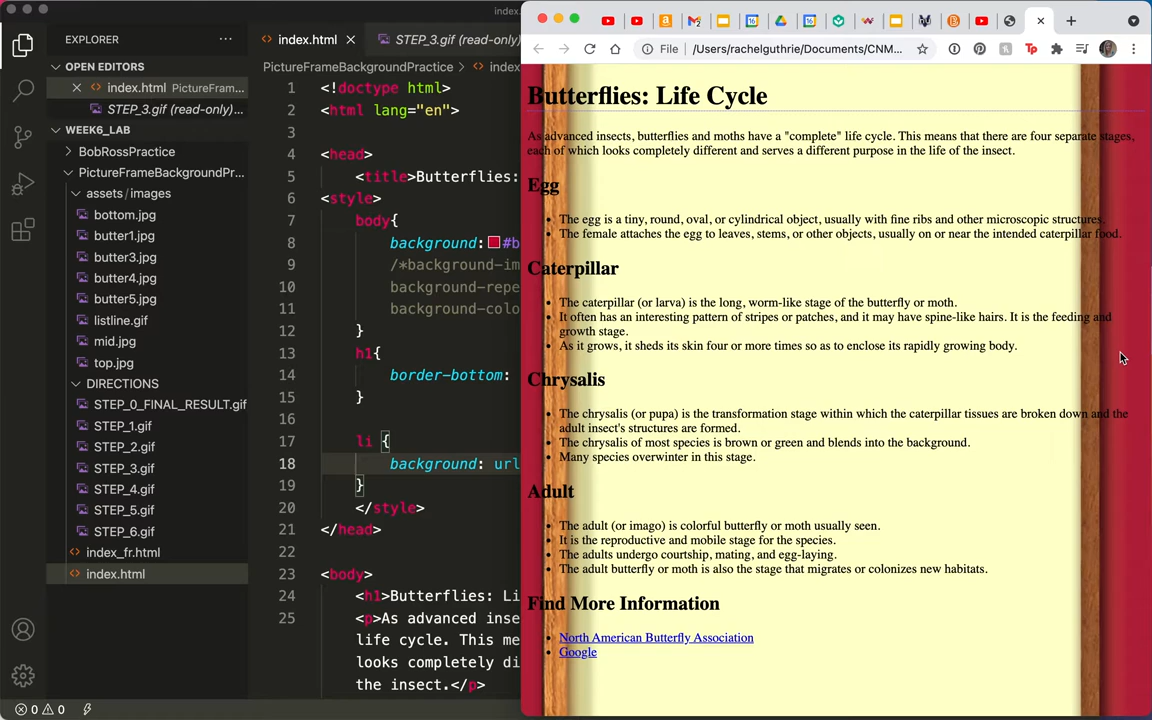 index.
EXPLORER
OPEN EDITORS
index.html PictureFram...
STEP_3.gif (read-only)...
WEEK6_LAB
BobRossPractice
PictureFrameBackgroundPr...
assets/images
bottom.jpg
butter1.jpg
butter3.jpg
butter4.jpg
butter5.jpg
listline.gif
mid.jpg
top.jpg
DIRECTIONS
STEP_0_FINAL_RESULT.gif
STEP_1.gif
STEP_2.gif
STEP_3.gif
STEP_4.gif
STEP_5.gif
STEP_6.gif
index_fr.html
index.html
0 0
index.html
STEP_3.gif (read-only)
PictureFrameBackgroundPractice > index
1 <!doctype html>
2 <html lang="en">
3
4 <head>
5 <title>Butterflies:
6 <style>
7 body{
8 background: #b
9 /*background-im
10 background-repe
11 background-colo
12 }
13 h1{
14 border-bottom:
15 }
16
17 li {
18 background: url
19 }
20 </style>
21 </head>
22
23 <body>
24 <h1>Butterflies: Li
25 <p>As advanced inse
life cycle. This me
looks completely di
the insect.</p>
File /Users/rachelguthrie/Documents/CNM...
Butterflies: Life Cycle
As advanced insects, butterflies and moths have a "complete" life cycle. This means that there are four separate stages,
each of which looks completely different and serves a different purpose in the life of the insect.
Egg
The egg is a tiny, round, oval, or cylindrical object, usually with fine ribs and other microscopic structures.
The female attaches the egg to leaves, stems, or other objects, usually on or near the intended caterpillar food.
Caterpillar
The caterpillar (or larva) is the long, worm-like stage of the butterfly or moth.
It often has an interesting pattern of stripes or patches, and it may have spine-like hairs. It is the feeding and
growth stage.
As it grows, it sheds its skin four or more times so as to enclose its rapidly growing body.
Chrysalis
The chrysalis (or pupa) is the transformation stage within which the caterpillar tissues are broken down and the
adult insect's structures are formed.
The chrysalis of most species is brown or green and blends into the background.
Many species overwinter in this stage.
Adult
The adult (or imago) is colorful butterfly or moth usually seen.
It is the reproductive and mobile stage for the species.
The adults undergo courtship, mating, and egg-laying.
The adult butterfly or moth is also the stage that migrates or colonizes new habitats.
Find More Information
North American Butterfly Association
Google